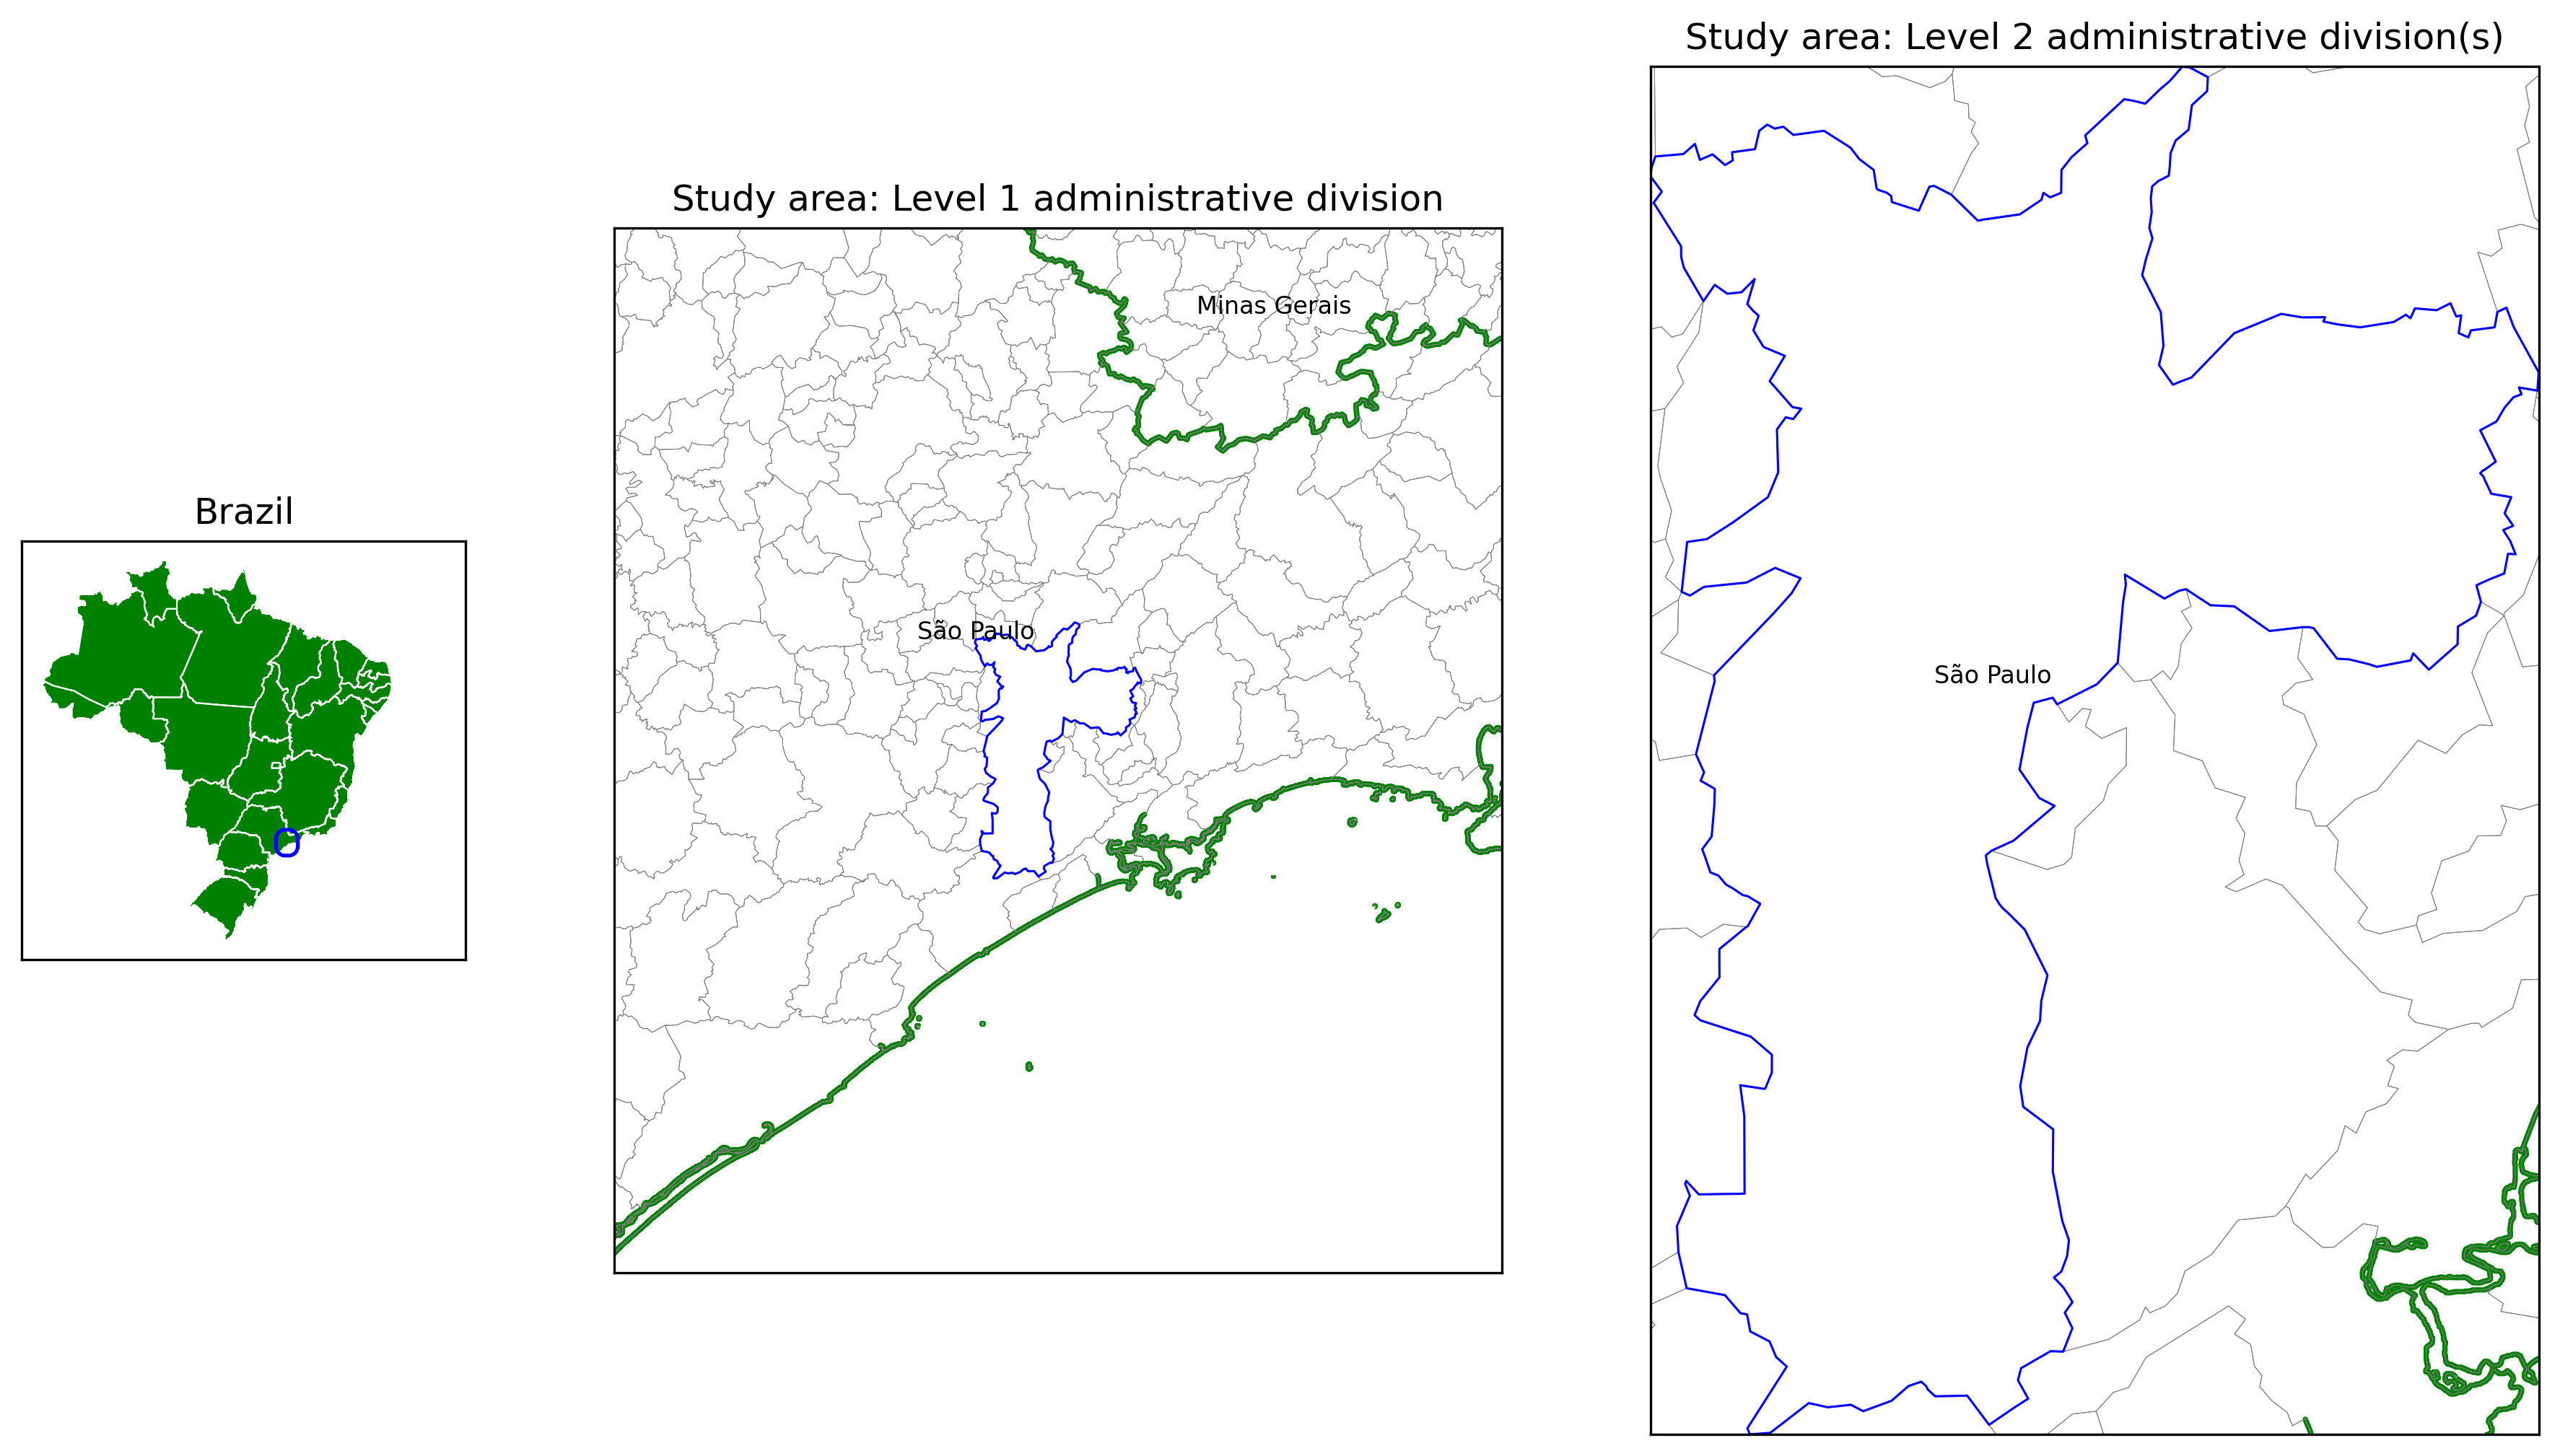 Brazil
Study area: Level 1 administrative division
Minas Gerais
São Paulo
Study area: Level 2 administrative division(s)
São Paulo